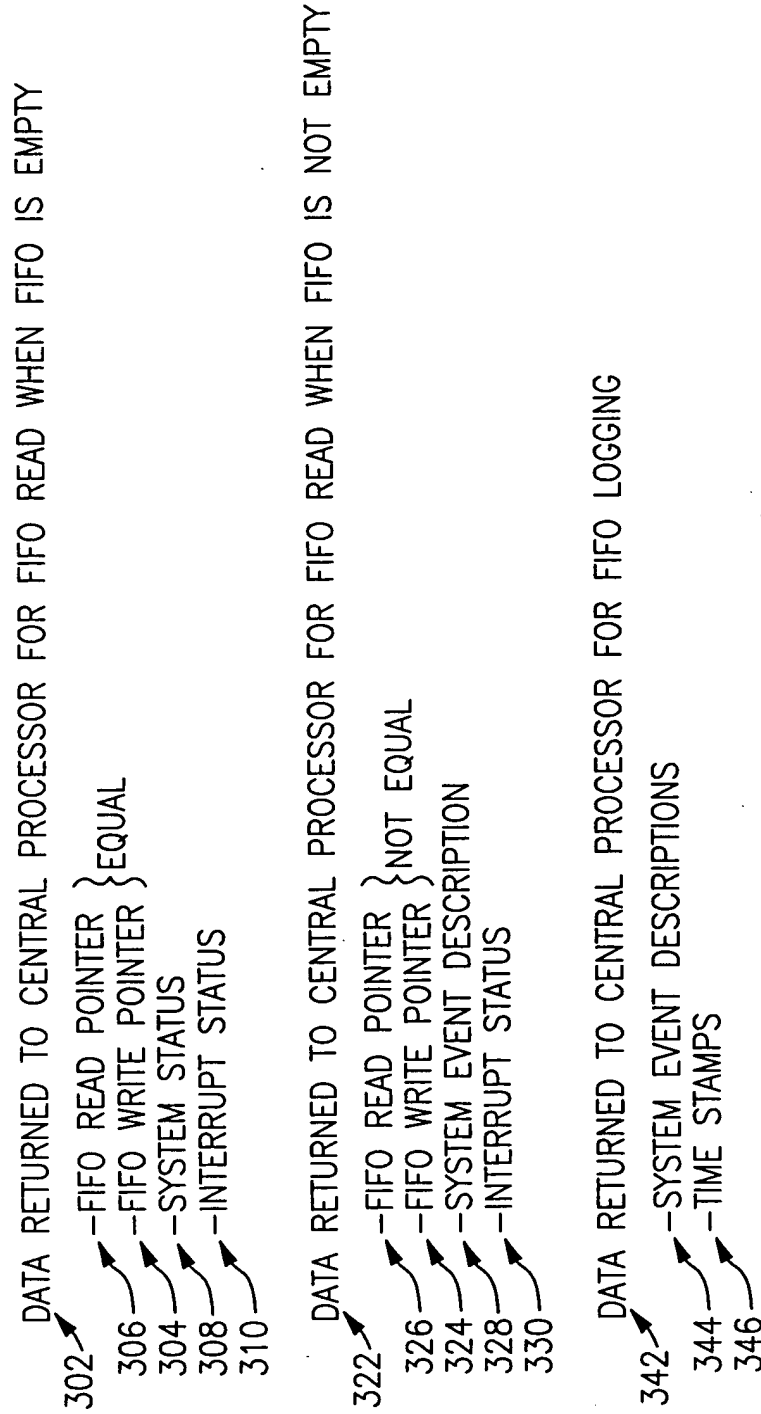 DATA RETURNED TO CENTRAL PROCESSOR FOR FIFO READ WHEN FIFO IS EMPTY
302
306 –FIFO READ POINTER } EQUAL
304 –FIFO WRITE POINTER
308 –SYSTEM STATUS
310 –INTERRUPT STATUS
DATA RETURNED TO CENTRAL PROCESSOR FOR FIFO READ WHEN FIFO IS NOT EMPTY
322
326 –FIFO READ POINTER } NOT EQUAL
324 –FIFO WRITE POINTER
328 –SYSTEM EVENT DESCRIPTION
330 –INTERRUPT STATUS
DATA RETURNED TO CENTRAL PROCESSOR FOR FIFO LOGGING
342
344 –SYSTEM EVENT DESCRIPTIONS
346 –TIME STAMPS